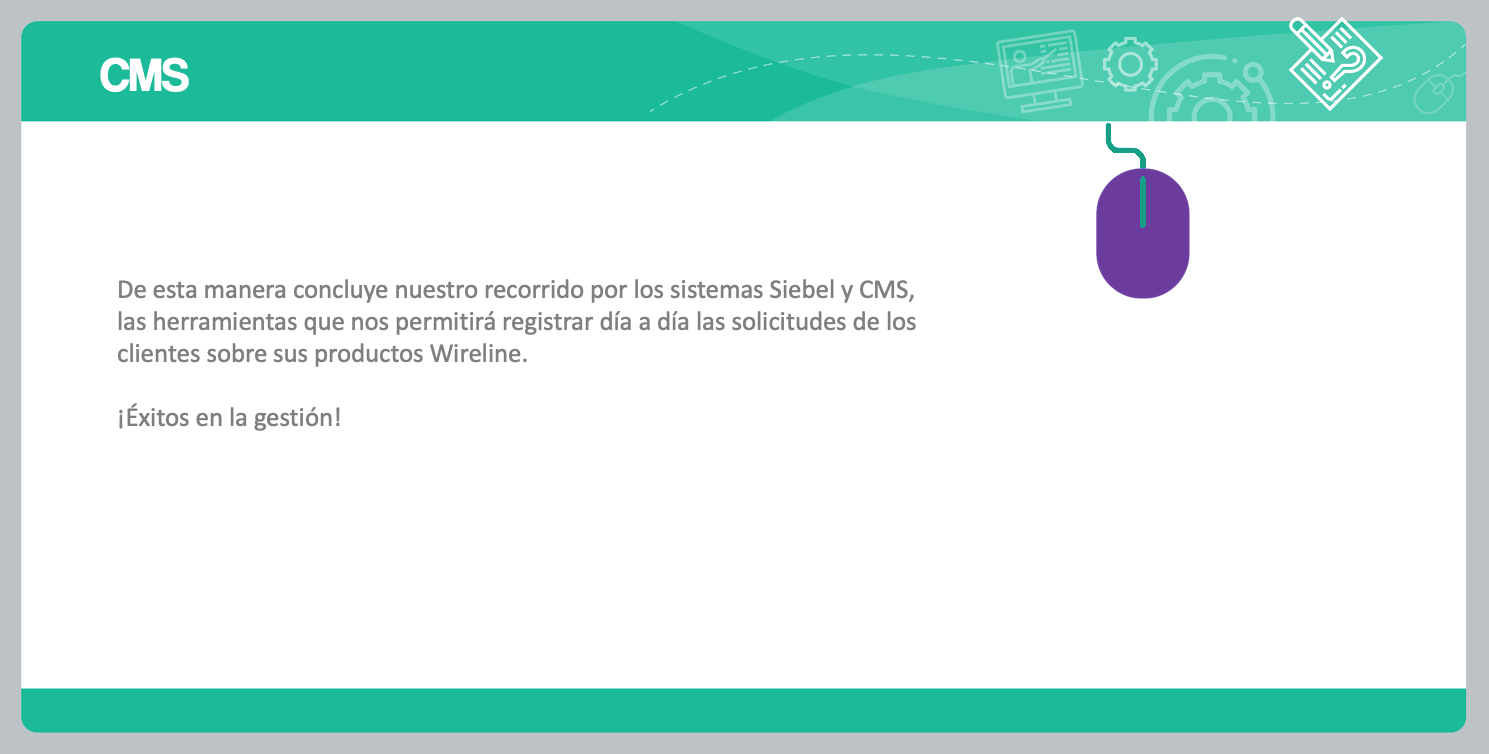 CMS
De esta manera concluye nuestro recorrido por los sistemas Siebel y CMS,
las herramientas que nos permitirá registrar día a día las solicitudes de los
clientes sobre sus productos Wireline.
¡Éxitos en la gestión!